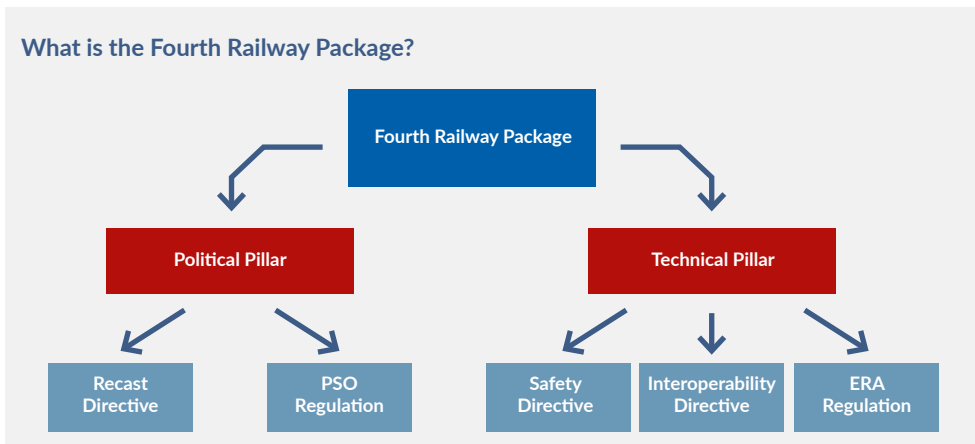 What is the Fourth Railway Package?
Fourth Railway Package
Political Pillar
Technical Pillar
Recast
Directive
PSO
Regulation
Safety
Directive
Interoperability
Directive
ERA
Regulation